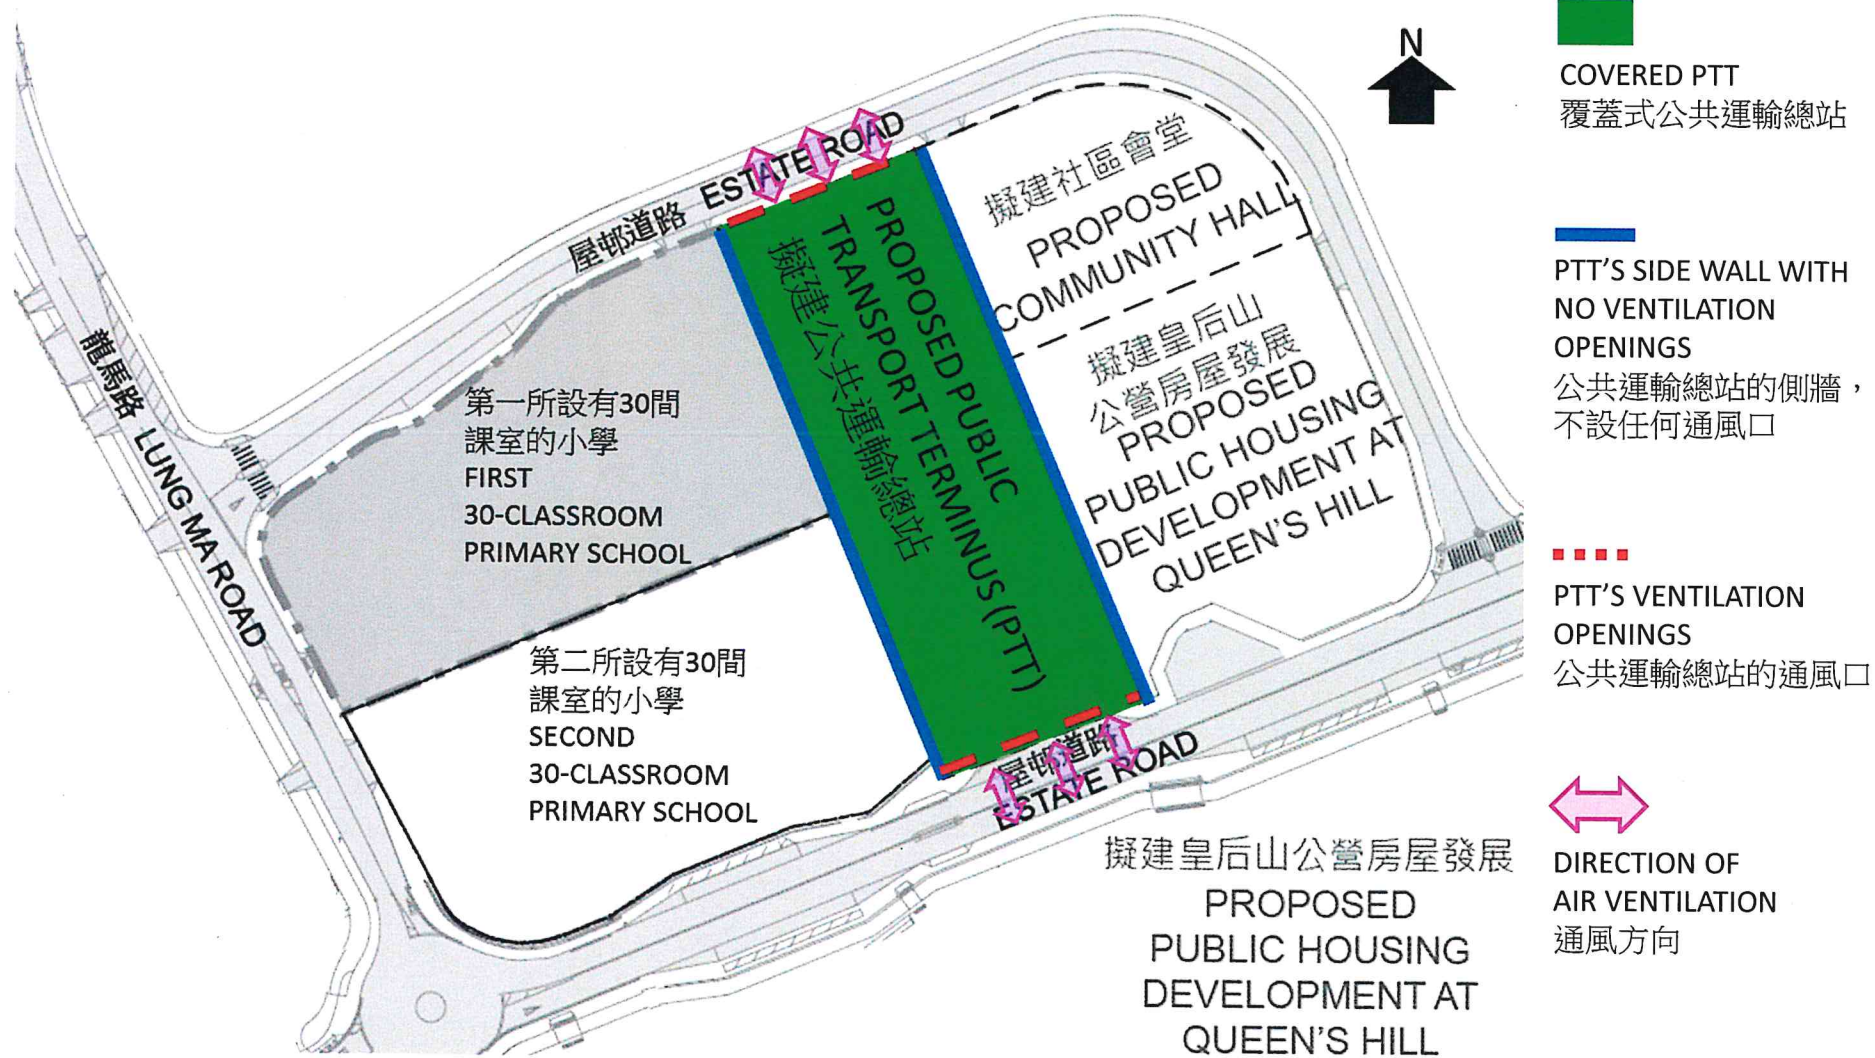 N
屋邨道路 ESTATE ROAD
龍馬路 LUNG MA ROAD
第一所設有30間
課室的小學
FIRST
30-CLASSROOM
PRIMARY SCHOOL
第二所設有30間
課室的小學
SECOND
30-CLASSROOM
PRIMARY SCHOOL
PROPOSED PUBLIC
TRANSPORT TERMINUS (PTT)
擬建公共運輸總站
擬建社區會堂
PROPOSED
COMMUNITY HALL
擬建皇后山
公營房屋發展
PROPOSED
PUBLIC HOUSING
DEVELOPMENT AT
QUEEN'S HILL
屋邨道路
ESTATE ROAD
擬建皇后山公營房屋發展
PROPOSED
PUBLIC HOUSING
DEVELOPMENT AT
QUEEN'S HILL
COVERED PTT
覆蓋式公共運輸總站
PTT'S SIDE WALL WITH
NO VENTILATION
OPENINGS
公共運輸總站的側牆，
不設任何通風口
PTT'S VENTILATION
OPENINGS
公共運輸總站的通風口
DIRECTION OF
AIR VENTILATION
通風方向